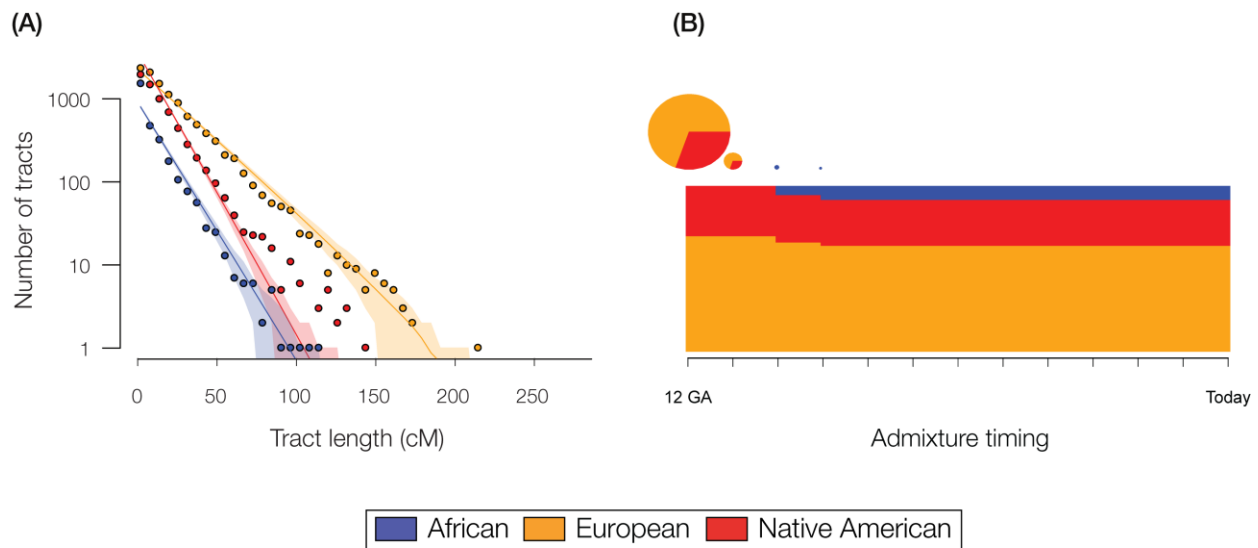 (A)
(B)
Number of tracts
1000
100
10
1
0 50 100 150 200 250
Tract length (cM)
12 GA Today
Admixture timing
African European Native American